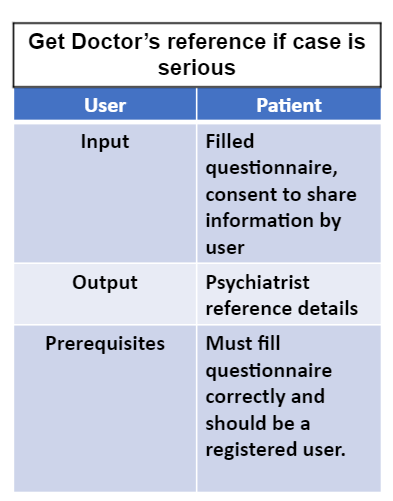 Get Doctor's reference if case is
serious
User
Patient
Input
Filled
questionnaire,
consent to share
information by
user
Output
Psychiatrist
reference details
Prerequisites
Must fill
questionnaire
correctly and
should be a
registered user.